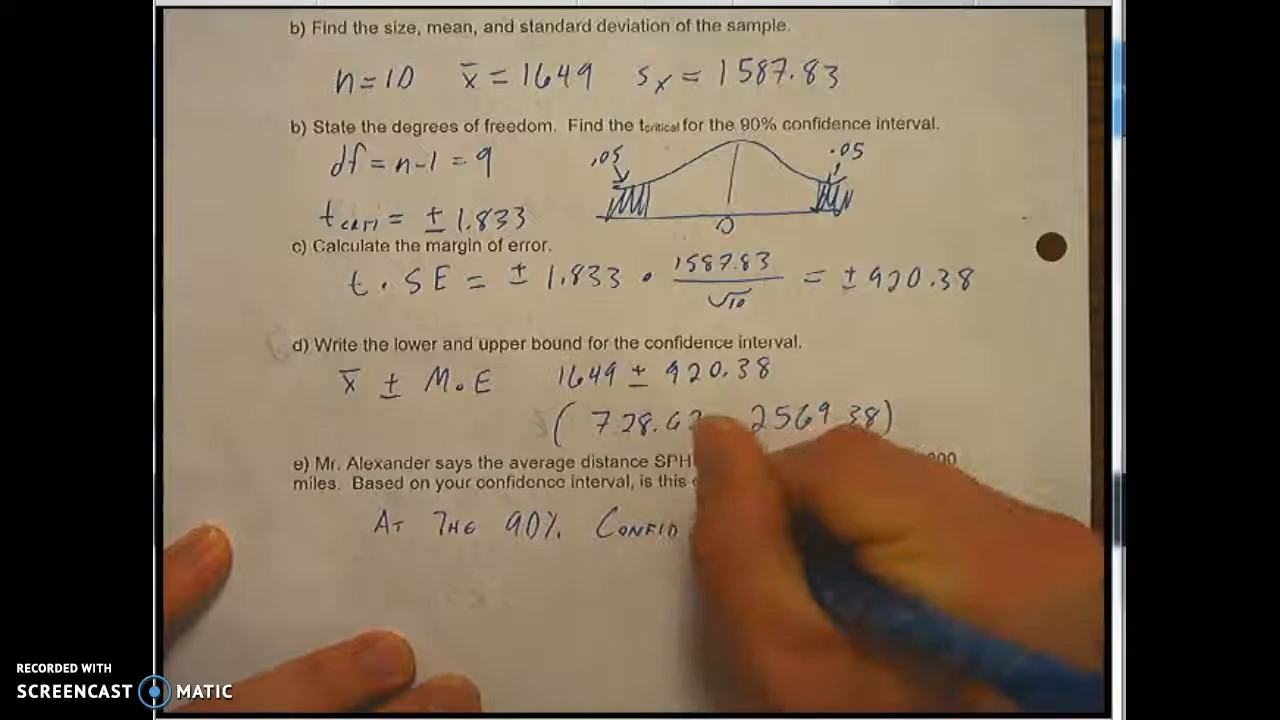 b) Find the size, mean, and standard deviation of the sample.
n=10 x̄ = 1649 Sx = 1587.83
b) State the degrees of freedom. Find the tcritical for the 90% confidence interval.
df = n-1 = 9
.05 .05
tcrit = ± 1.833
0
c) Calculate the margin of error.
t · SE = ± 1.833 · 1587.83/√10 = ±920.38
d) Write the lower and upper bound for the confidence interval.
x̄ ± M.E 1649 ± 920.38
( 728.62 2569.38)
e) Mr. Alexander says the average distance SPH
miles. Based on your confidence interval, is this
AT THE 90% CONFID
RECORDED WITH
SCREENCAST MATIC